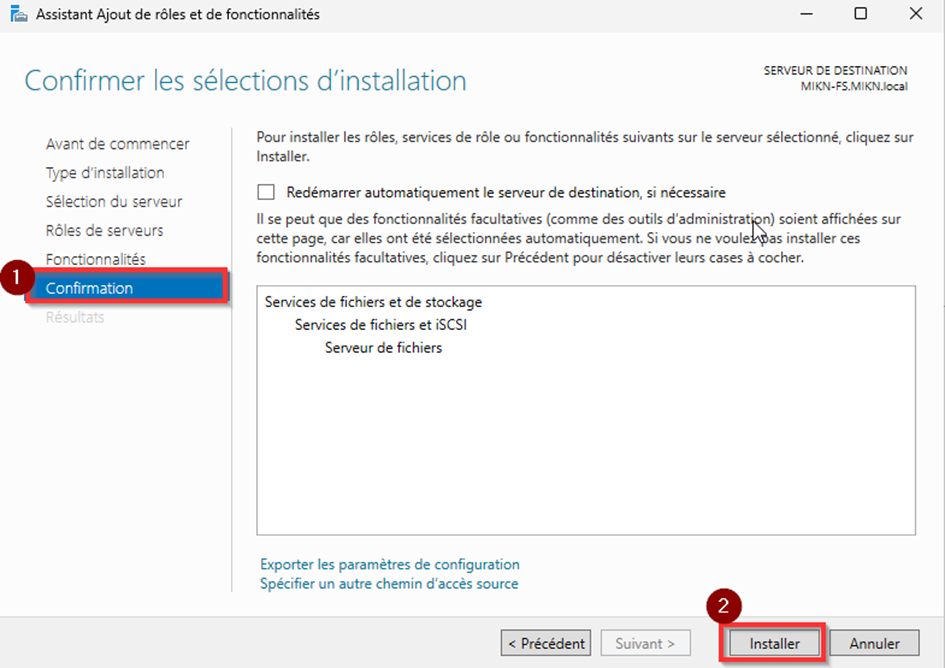 Assistant Ajout de rôles et de fonctionnalités
Confirmer les sélections d'installation
SERVEUR DE DESTINATION
MIKN-FS.MIKN.local
Avant de commencer
Type d'installation
Sélection du serveur
Rôles de serveurs
Fonctionnalités
1
Confirmation
Résultats
Pour installer les rôles, services de rôle ou fonctionnalités suivants sur le serveur sélectionné, cliquez sur
Installer.
Redémarrer automatiquement le serveur de destination, si nécessaire
Il se peut que des fonctionnalités facultatives (comme des outils d'administration) soient affichées sur
cette page, car elles ont été sélectionnées automatiquement. Si vous ne voulez pas installer ces
fonctionnalités facultatives, cliquez sur Précédent pour désactiver leurs cases à cocher.
Services de fichiers et de stockage
Services de fichiers et iSCSI
Serveur de fichiers
Exporter les paramètres de configuration
Spécifier un autre chemin d'accès source
2
< Précédent
Suivant >
Installer
Annuler